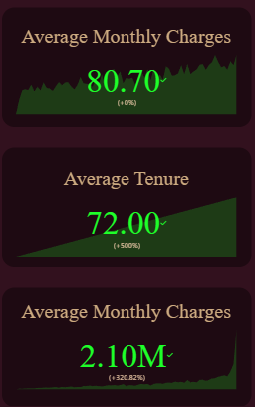 Average Monthly Charges
80.70
(+0%)
Average Tenure
72.00
(+500%)
Average Monthly Charges
2.10M
(+320.82%)